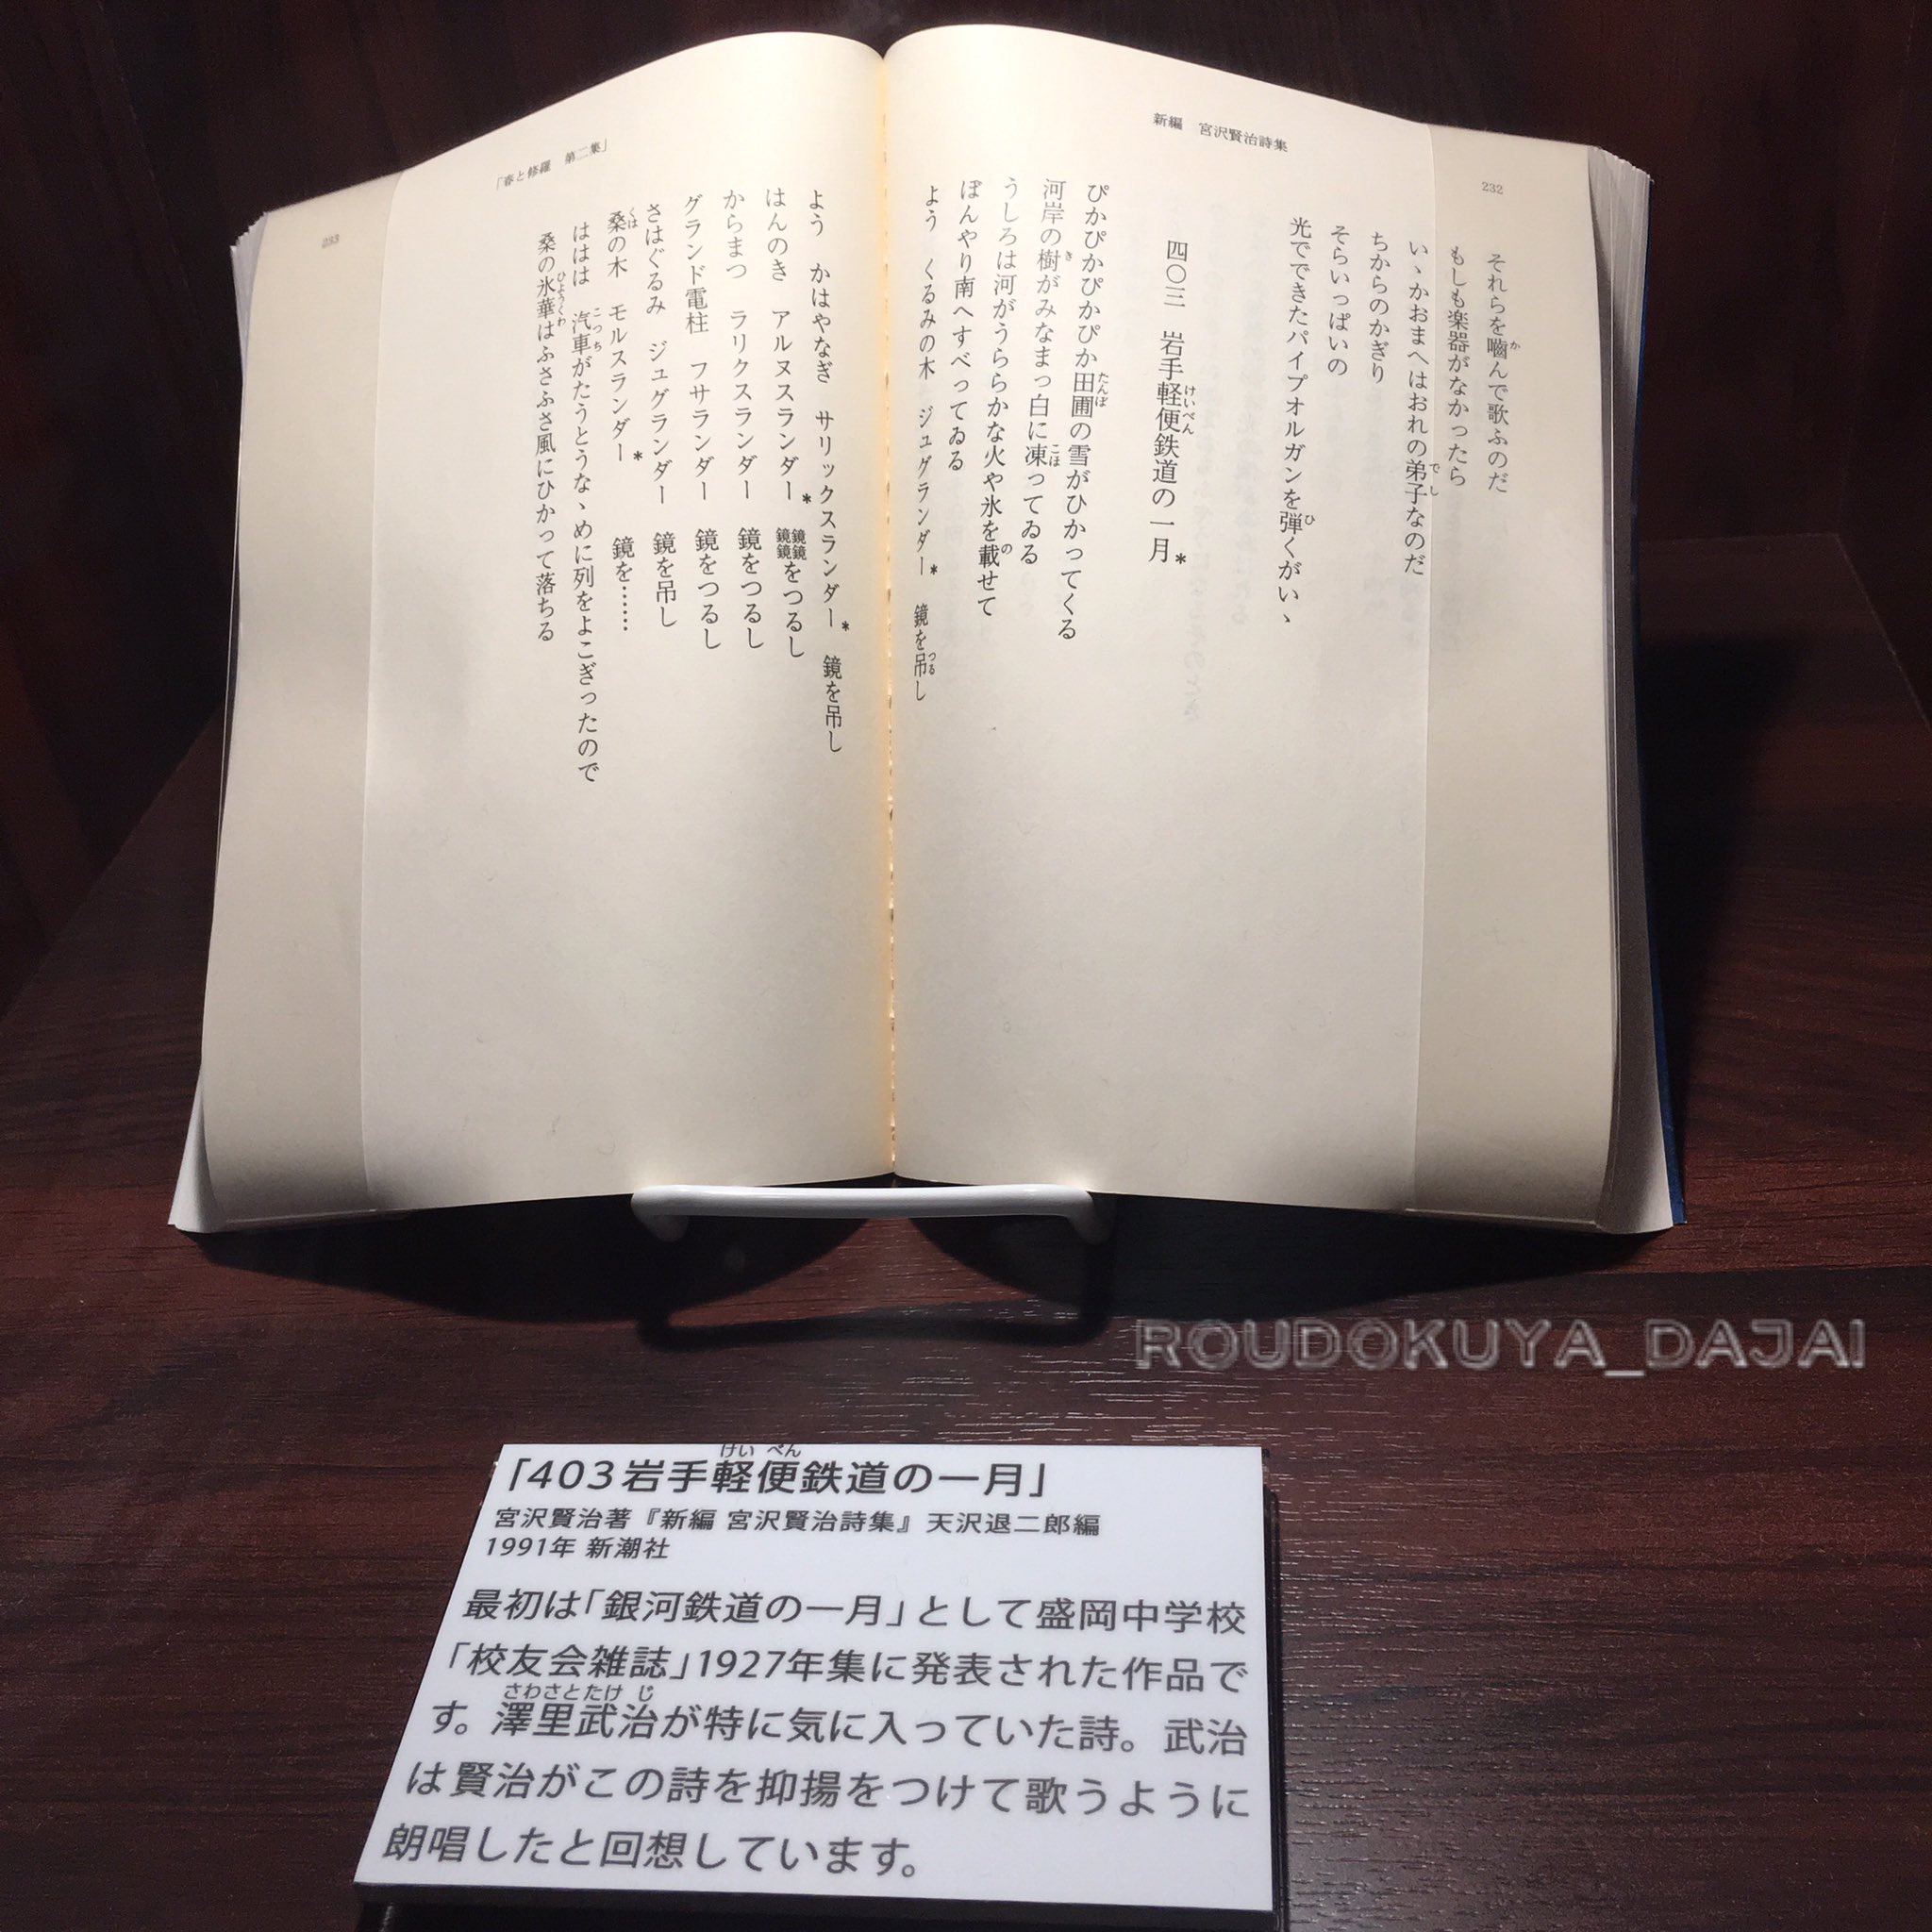 新編　宮沢賢治詩集
232
それらを噛んで歌ふのだ
もしも楽器がなかったら
いゝかおまへはおれの弟子なのだ
ちからのかぎり
そらいっぱいの
光でできたパイプオルガンを弾くがいゝ
四〇三　岩手軽便鉄道の一月*
ぴかぴかぴかぴか田圃の雪がひかってくる
河岸の樹がみなまっ白に凍ってゐる
うしろは河がうららかな火や氷を載せて
ぼんやり南へすべってゐる
よう　くるみの木　ジュグランダー*　鏡を吊し
「春と修羅　第二集」
233
よう　かはやなぎ　サリックスランダー*　鏡を吊し
はんのき　アルヌスランダー*　鏡鏡鏡鏡をつるし
からまつ　ラリクスランダー　鏡をつるし
グランド電柱　フサランダー　鏡をつるし
さはぐるみ　ジュグランダー　鏡を吊し
桑の木　モルスランダー*　鏡を……
ははは　汽車がたうとうなゝめに列をよこぎったので
桑の氷華はふさふさ風にひかって落ちる
ROUDOKUYA_DAJAI
「403岩手軽便鉄道の一月」
宮沢賢治著『新編 宮沢賢治詩集』天沢退二郎編
1991年 新潮社
最初は「銀河鉄道の一月」として盛岡中学校
「校友会雑誌」1927年集に発表された作品で
す。澤里武治が特に気に入っていた詩。武治
は賢治がこの詩を抑揚をつけて歌うように
朗唱したと回想しています。